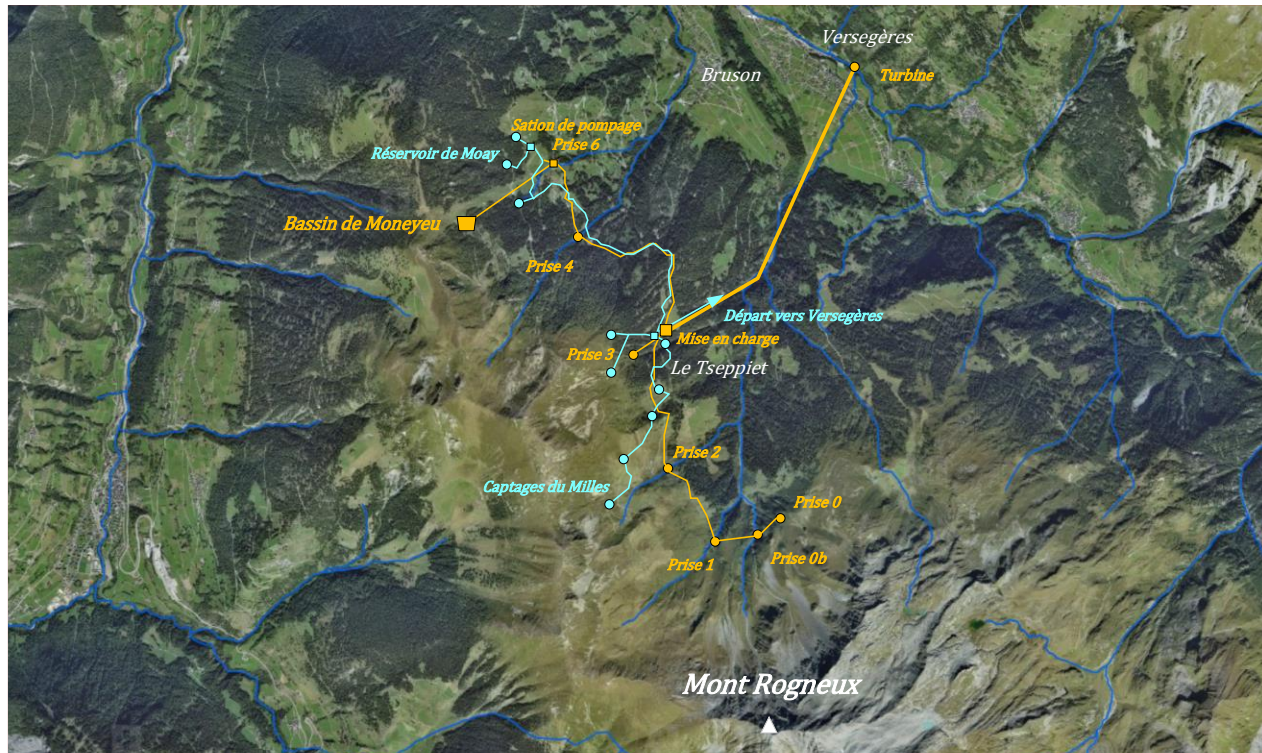 Versegères
Bruson
Turbine
Sation de pompage
Prise 6
Réservoir de Moay
Bassin de Moneyeu
Prise 4
Départ vers Versegères
Mise en charge
Prise 3
Le Tseppiet
Prise 2
Captages du Milles
Prise 0
Prise 0b
Prise 1
Mont Rogneux